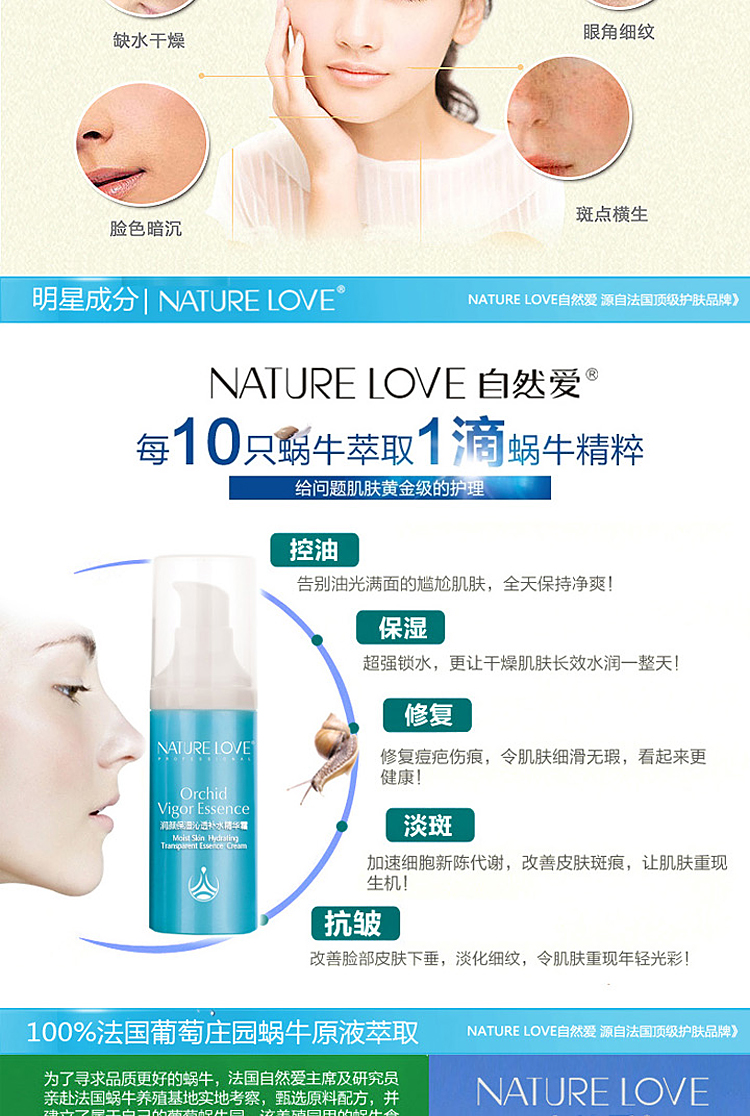 缺水干燥
眼角细纹
脸色暗沉
斑点横生
明星成分| NATURE LOVE®
NATURE LOVE自然爱 源自法国顶级护肤品牌》
NATURE LOVE 自然爱®
每10只蜗牛萃取1滴蜗牛精粹
给问题肌肤黄金级的护理
控油
告别油光满面的尴尬肌肤，全天保持净爽！
保湿
超强锁水，更让干燥肌肤长效水润一整天！
修复
修复痘疤伤痕，令肌肤细滑无瑕，看起来更
健康！
淡斑
加速细胞新陈代谢，改善皮肤斑痕，让肌肤重现
生机！
抗皱
改善脸部皮肤下垂，淡化细纹，令肌肤重现年轻光彩！
NATURE LOVE®
PROFESSIONAL
Orchid
Vigor Essence
润颜保湿沁透补水精华霜
Moist Skin Hydrating
Transparent Essence Cream
100%法国葡萄庄园蜗牛原液萃取
NATURE LOVE自然爱 源自法国顶级护肤品牌》
为了寻求品质更好的蜗牛，法国自然爱主席及研究员
亲赴法国蜗牛养殖基地实地考察，甄选原料配方，并
NATURE LOVE